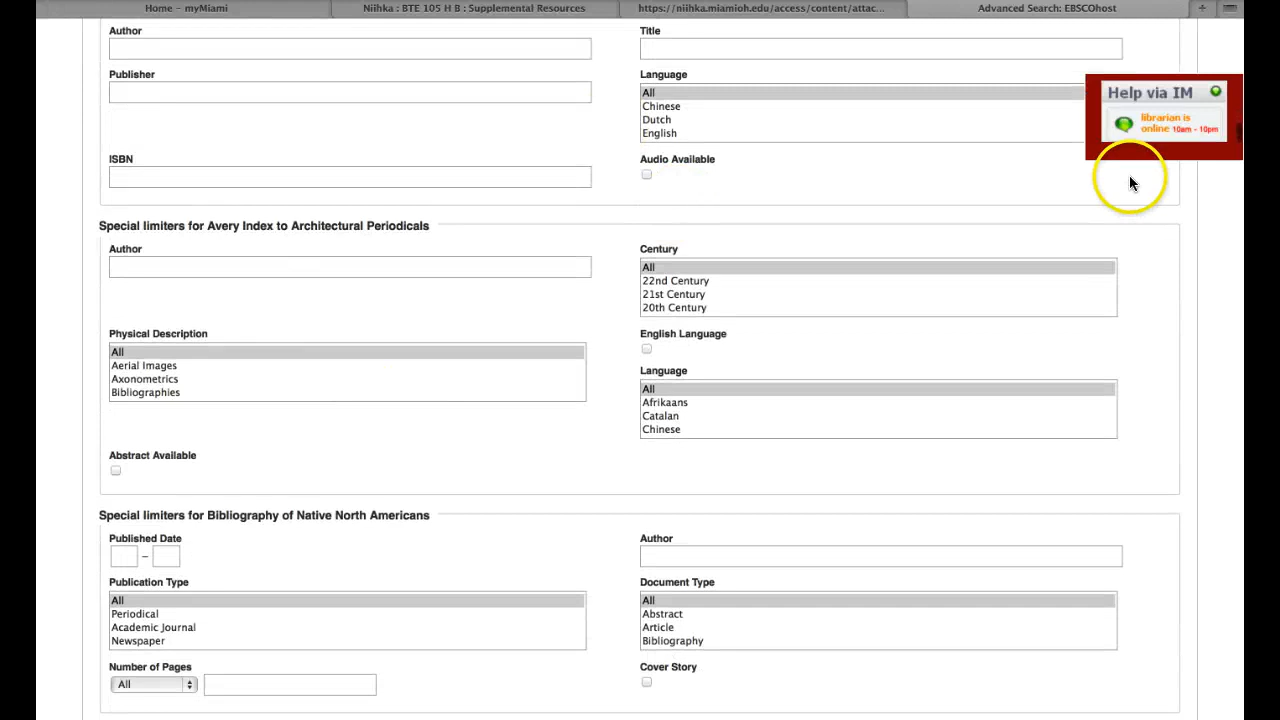 Home – myMiami
Niihka : BTE 105 H B : Supplemental Resources
https://niihka.miamioh.edu/access/content/attac...
Advanced Search: EBSCOhost
+
Author
Title
Publisher
Language
All
Chinese
Dutch
English
Help via IM
librarian is
online 10am - 10pm
ISBN
Audio Available
Special limiters for Avery Index to Architectural Periodicals
Author
Century
All
22nd Century
21st Century
20th Century
Physical Description
All
Aerial Images
Axonometrics
Bibliographies
English Language
Language
All
Afrikaans
Catalan
Chinese
Abstract Available
Special limiters for Bibliography of Native North Americans
Published Date
–
Author
Publication Type
All
Periodical
Academic Journal
Newspaper
Document Type
All
Abstract
Article
Bibliography
Number of Pages
All
Cover Story